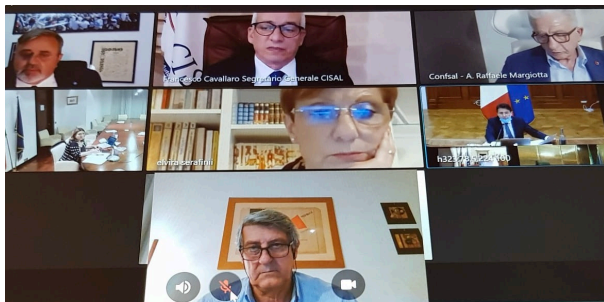 Francesco Cavallaro Segretario Generale CISAL
Confsal - A. Raffaele Margiotta
elvira serafini